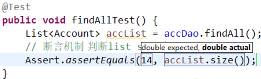 @Test
public void findAllTest() {
List<Account> accList = accDao.findAll();
// 断言机制 判断list s
double expected, double actual
Assert.assertEquals(14, accList.size());
}